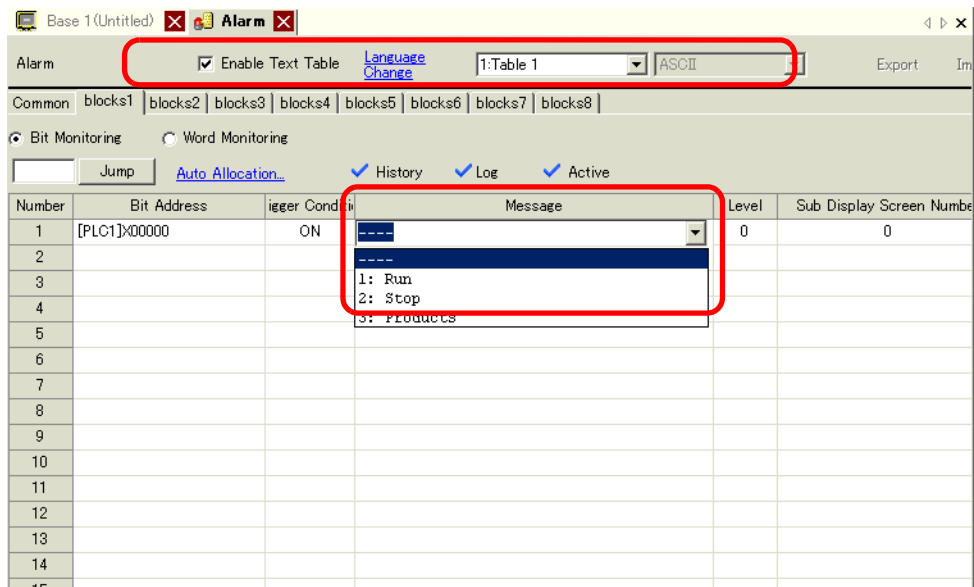 Base 1(Untitled) Alarm
Alarm Enable Text Table Language Change 1:Table 1 ASCII Export Im
Common blocks1 blocks2 blocks3 blocks4 blocks5 blocks6 blocks7 blocks8
Bit Monitoring Word Monitoring
Jump Auto Allocation... History Log Active
Number Bit Address igger Conditi Message Level Sub Display Screen Numbe
1 [PLC1]X00000 ON ---- 0 0
2 ----
3 1: Run
4 2: Stop
3: Products
5
6
7
8
9
10
11
12
13
14
15